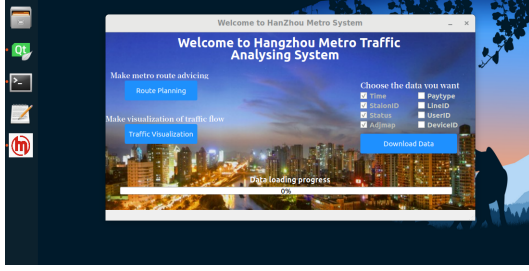 Welcome to HanZhou Metro System
Welcome to Hangzhou Metro Traffic
Analysing System
Make metro route advicing
Route Planning
Make visualization of traffic flow
Traffic Visualization
Choose the data you want
Time
Paytype
StaionID
LineID
Status
UserID
Adjmap
DeviceID
Download Data
Data loading progress
0%
Qt
>_